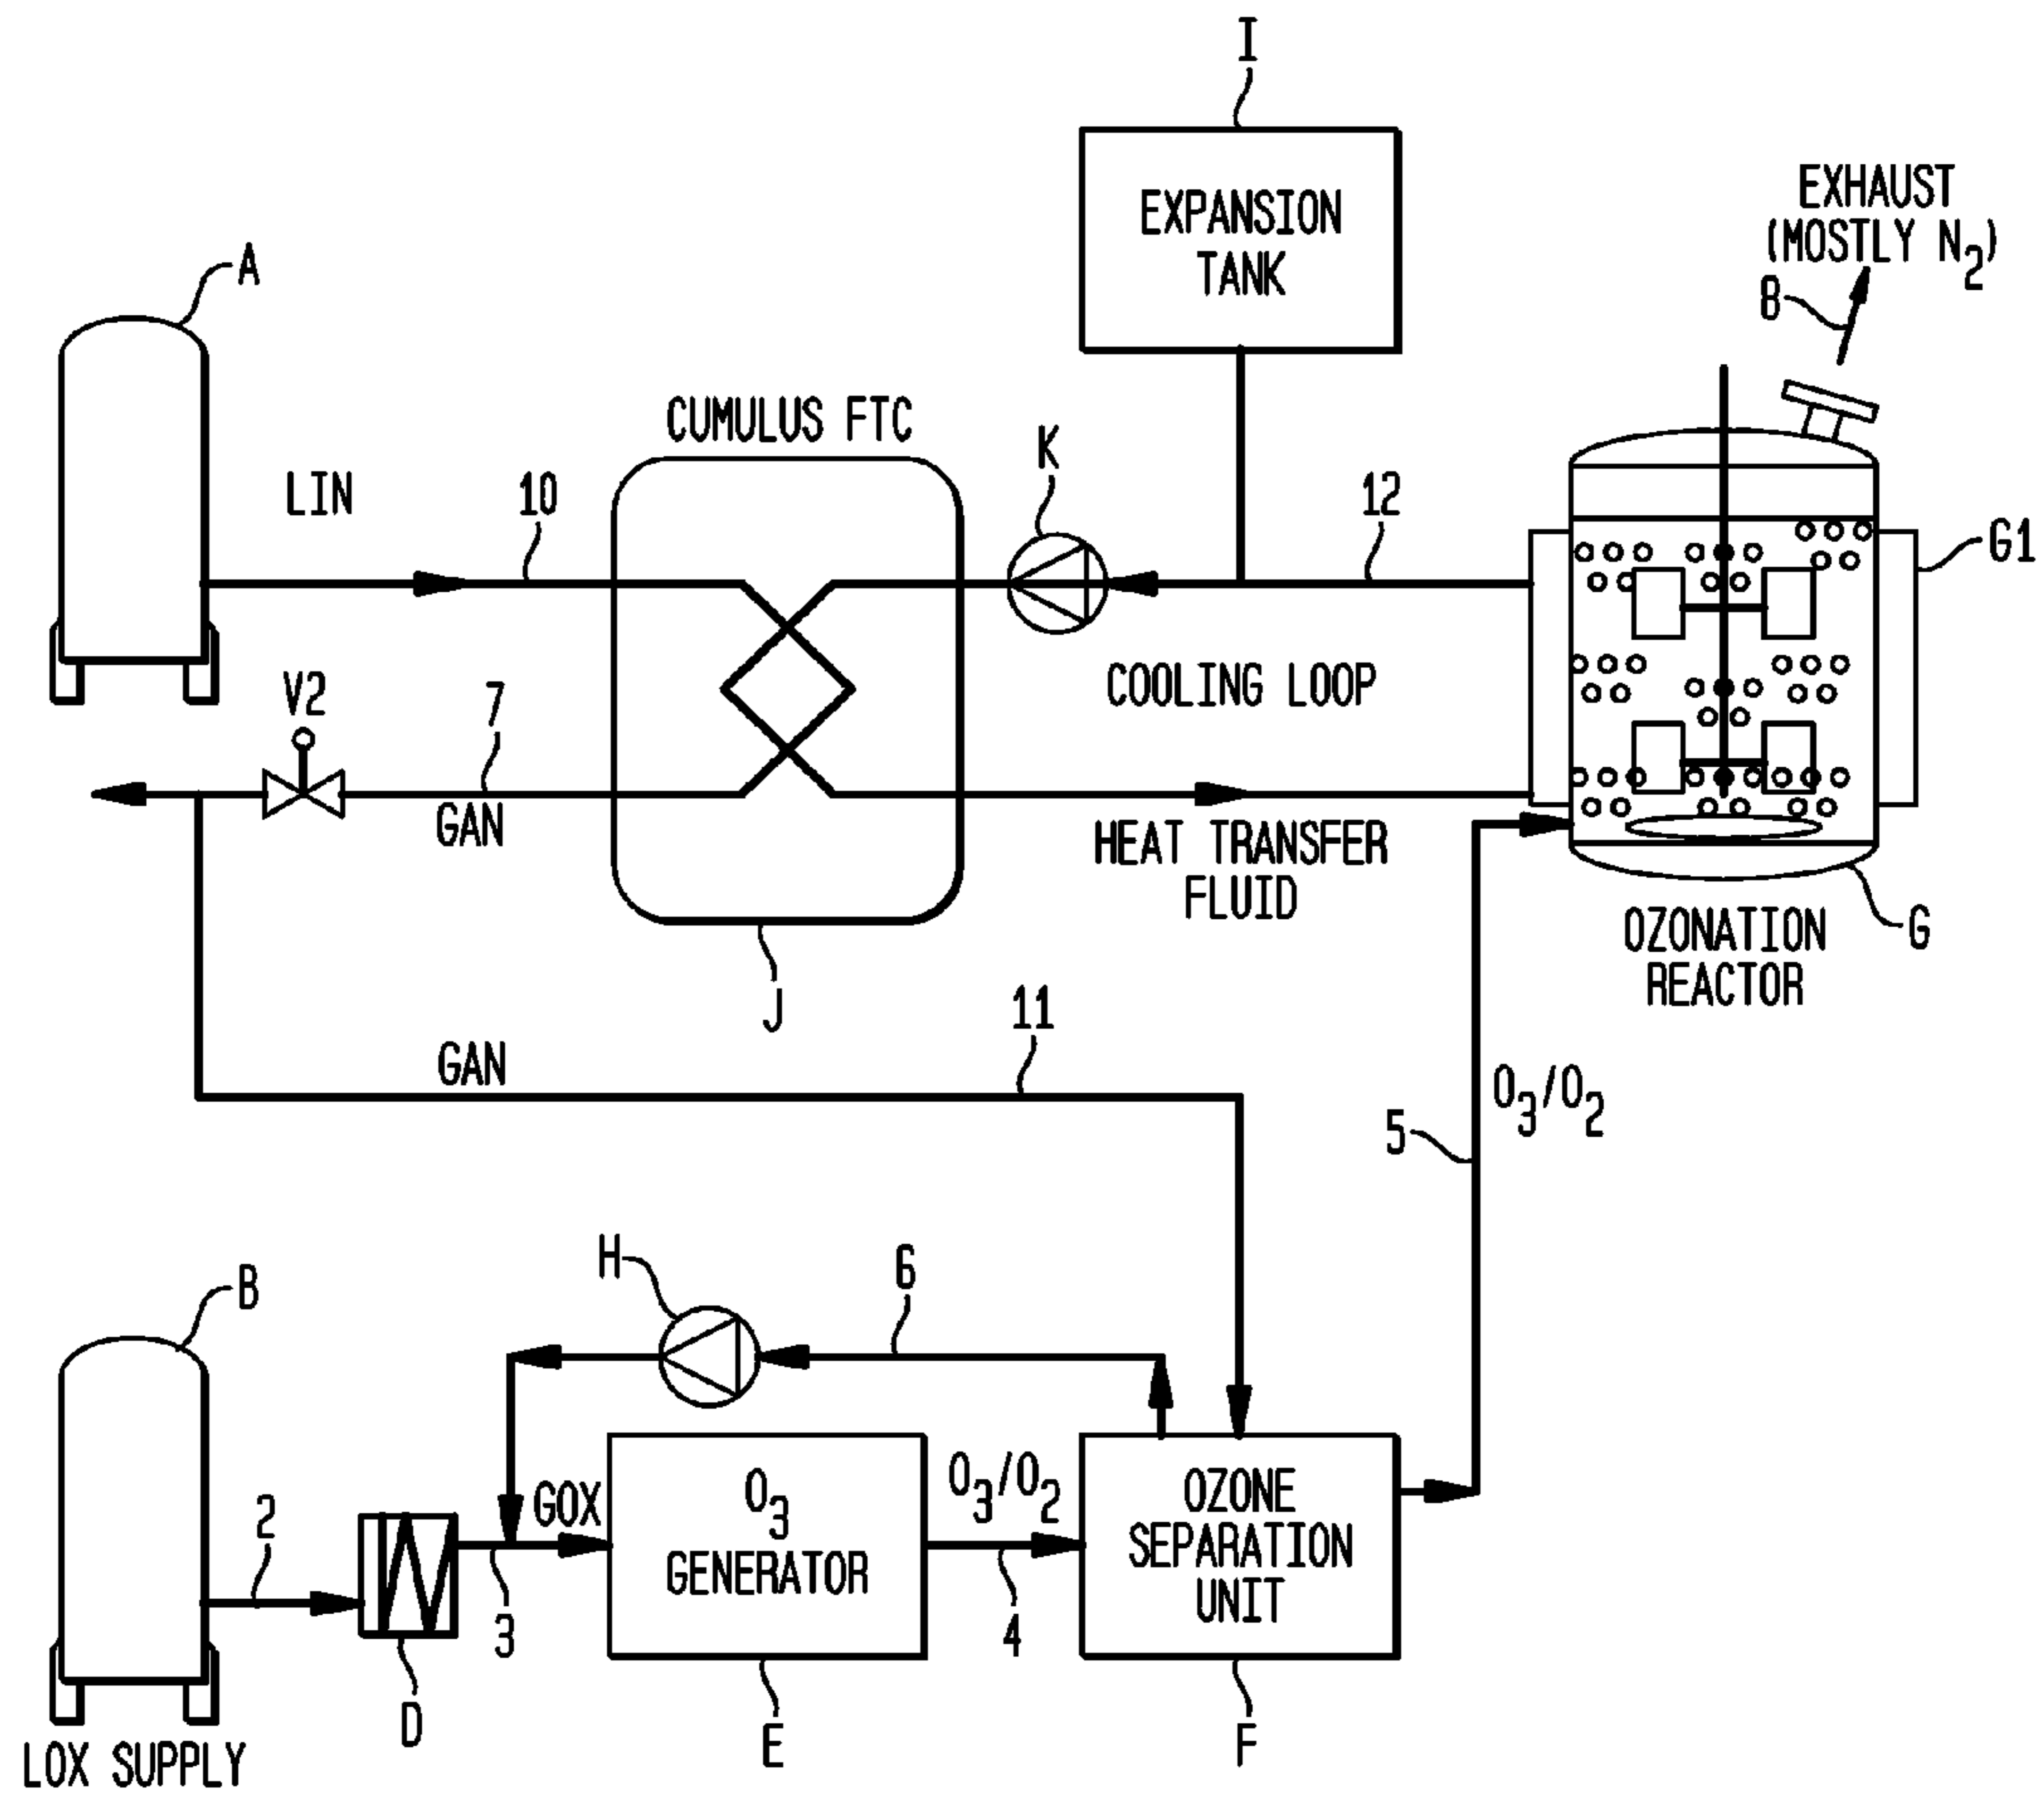 I
EXPANSION
TANK
EXHAUST
(MOSTLY N2)
8
A
CUMULUS FTC
K
LIN
10
12
G1
V2
7
COOLING LOOP
GAN
HEAT TRANSFER
FLUID
G
OZONATION
REACTOR
J
11
GAN
O3/O2
5
H
6
B
O3
GENERATOR
O3/O2
OZONE
SEPARATION
UNIT
GOX
2
3
4
D
E
F
LOX SUPPLY